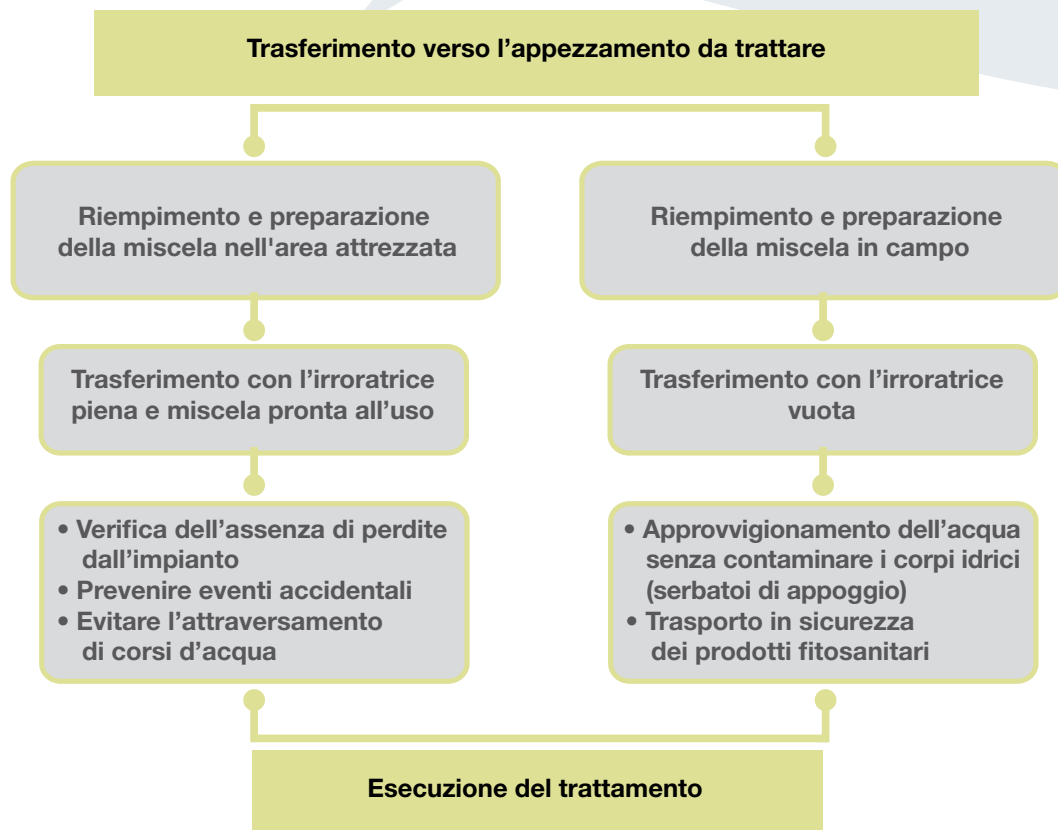 Trasferimento verso l’appezzamento da trattare
Riempimento e preparazione
della miscela nell'area attrezzata
Riempimento e preparazione
della miscela in campo
Trasferimento con l’irroratrice
piena e miscela pronta all’uso
Trasferimento con l’irroratrice
vuota
• Verifica dell’assenza di perdite
dall’impianto
• Prevenire eventi accidentali
• Evitare l’attraversamento
di corsi d’acqua
• Approvvigionamento dell’acqua
senza contaminare i corpi idrici
(serbatoi di appoggio)
• Trasporto in sicurezza
dei prodotti fitosanitari
Esecuzione del trattamento